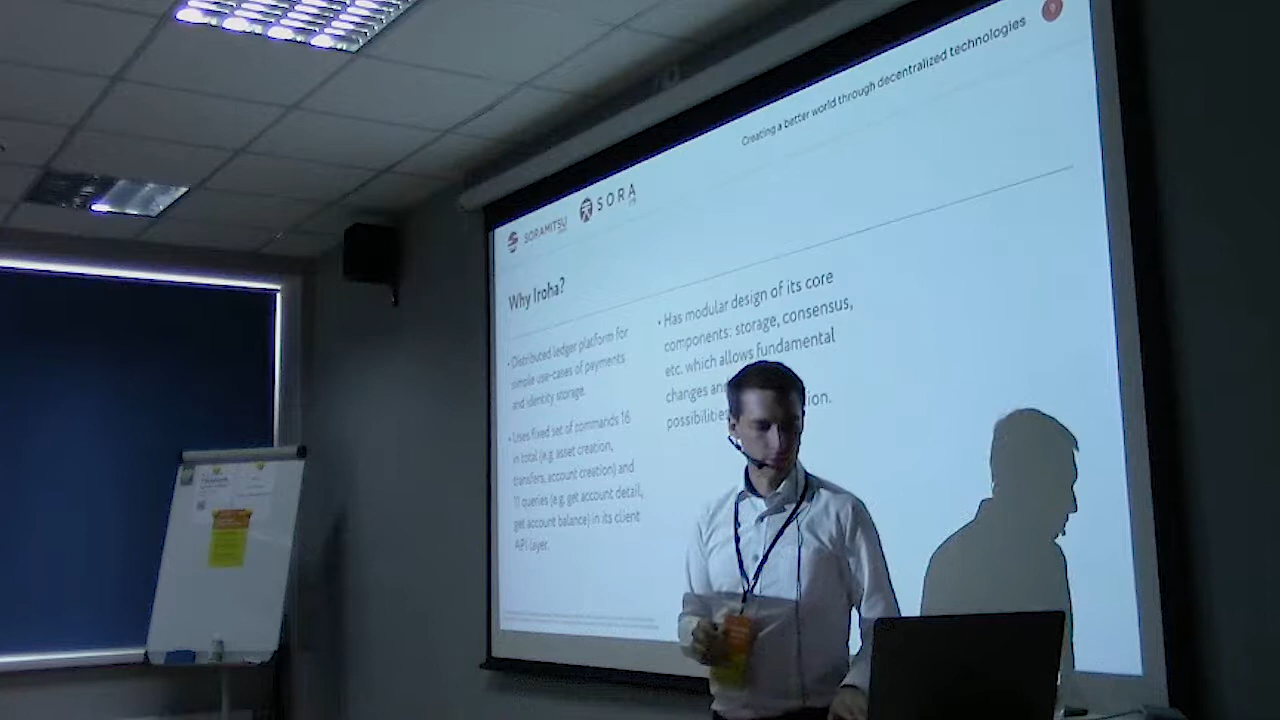 Creating a better world through decentralized technologies
SORAMITSU
SORA
Why Iroha?
• Distributed ledger platform for
simple use-cases of payments
and identity storage.
• Uses fixed set of commands 16
in total (e.g. asset creation,
transfers, account creation) and
11 queries (e.g. get account detail,
get account balance) in its client
API layer.
• Has modular design of its core
components: storage, consensus,
etc. which allows fundamental
changes
possibilities